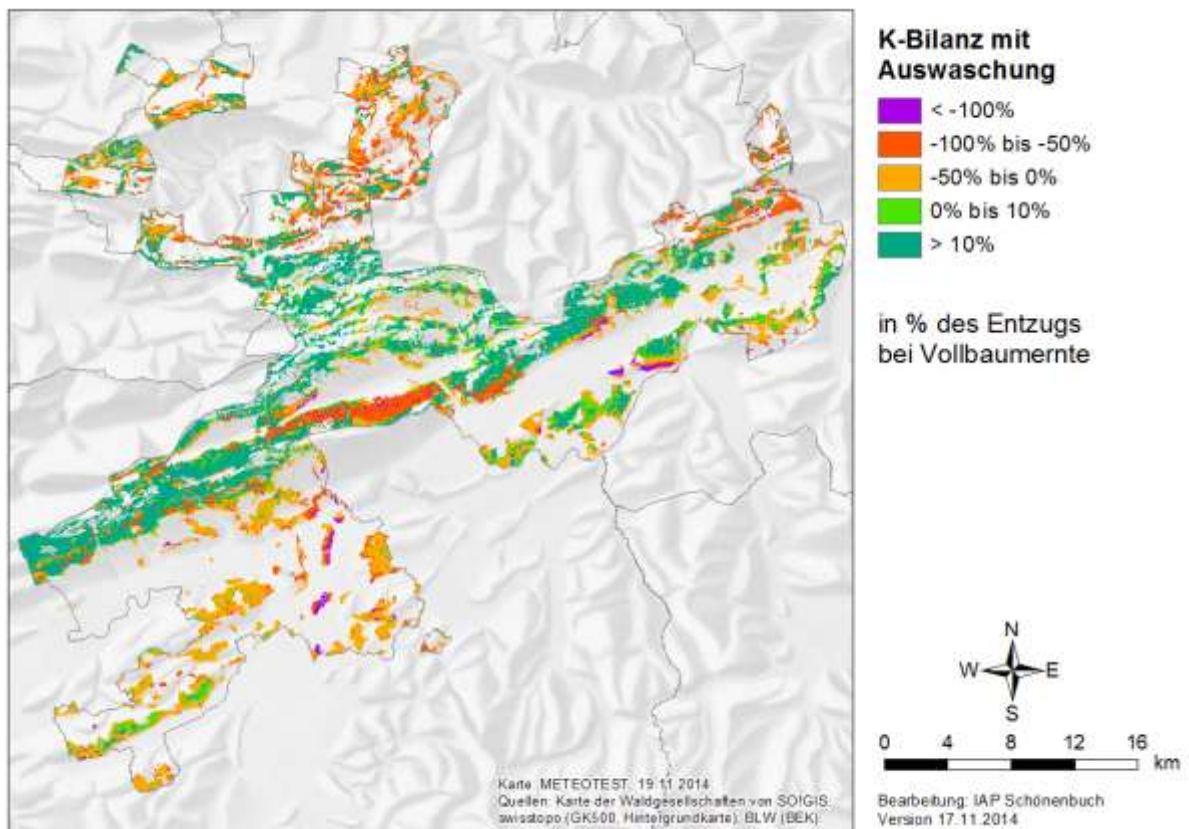 K-Bilanz mit
Auswaschung
< -100%
-100% bis -50%
-50% bis 0%
0% bis 10%
> 10%
in % des Entzugs
bei Vollbaumernte
N
W E
S
0 4 8 12 16
km
Karte: METEOTEST, 19.11.2014
Quellen: Karte der Waldgesellschaften von SO!GIS,
swisstopo (GK500, Hintergrundkarte), BLW (BEK)
Bearbeitung: IAP Schönenbuch
Version 17.11.2014